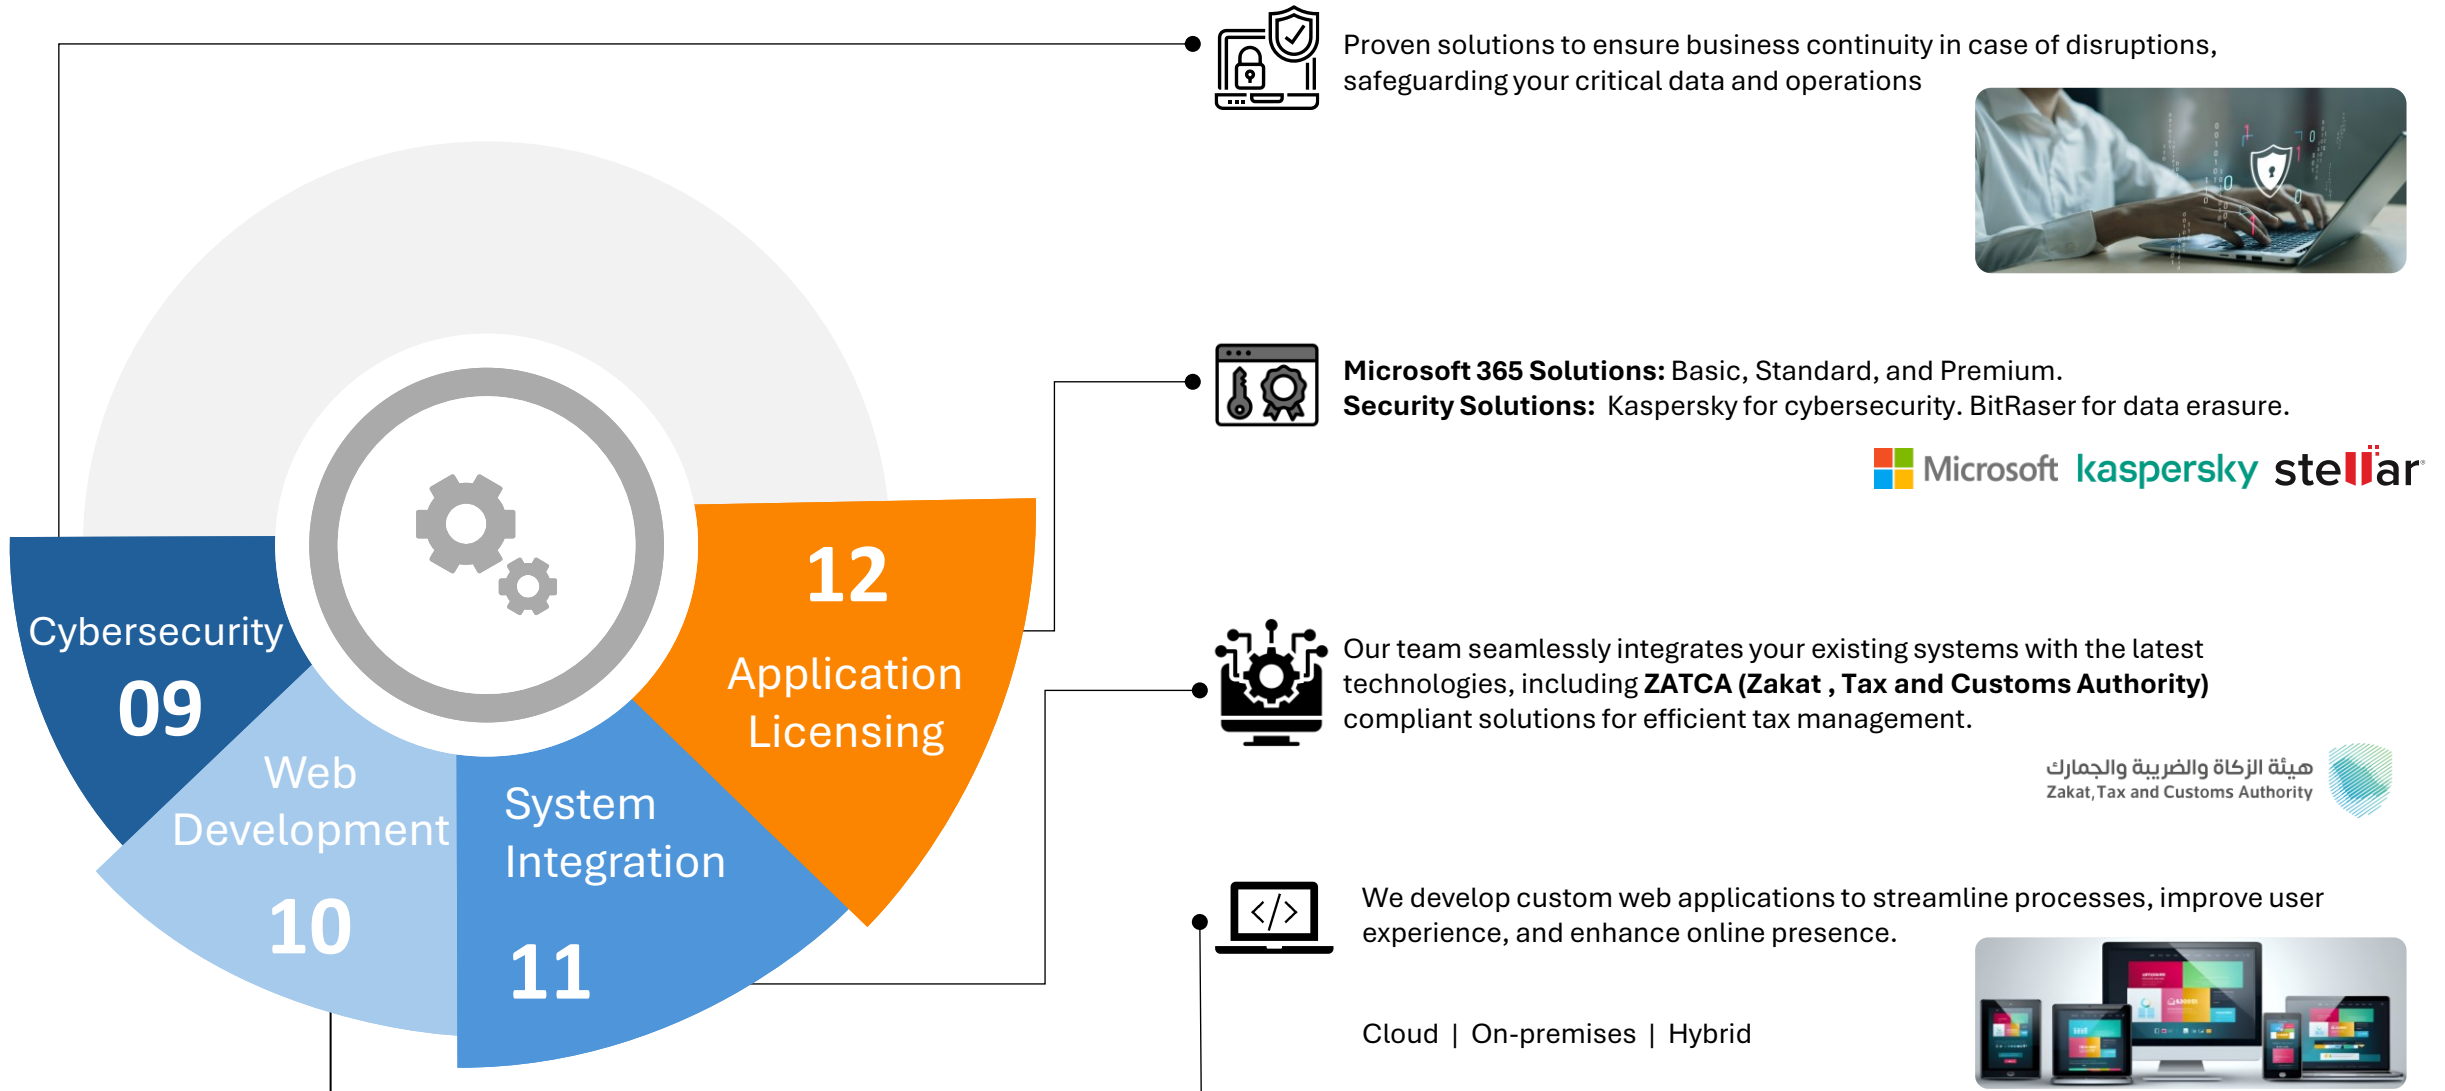 Proven solutions to ensure business continuity in case of disruptions,
safeguarding your critical data and operations
Microsoft 365 Solutions: Basic, Standard, and Premium.
Security Solutions: Kaspersky for cybersecurity. BitRaser for data erasure.
Microsoft kaspersky stellar
12
Application
Licensing
Cybersecurity
09
Web
Development
10
System
Integration
11
Our team seamlessly integrates your existing systems with the latest
technologies, including ZATCA (Zakat , Tax and Customs Authority)
compliant solutions for efficient tax management.
هيئة الزكاة والضريبة والجمارك
Zakat, Tax and Customs Authority
</>
We develop custom web applications to streamline processes, improve user
experience, and enhance online presence.
Cloud | On-premises | Hybrid